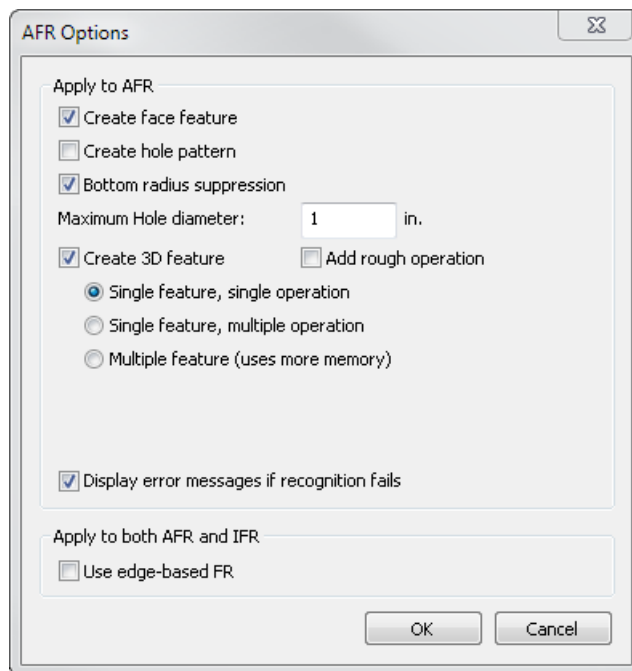 AFR Options
Apply to AFR
Create face feature
Create hole pattern
Bottom radius suppression
Maximum Hole diameter: 1 in.
Create 3D feature Add rough operation
Single feature, single operation
Single feature, multiple operation
Multiple feature (uses more memory)
Display error messages if recognition fails
Apply to both AFR and IFR
Use edge-based FR
OK Cancel